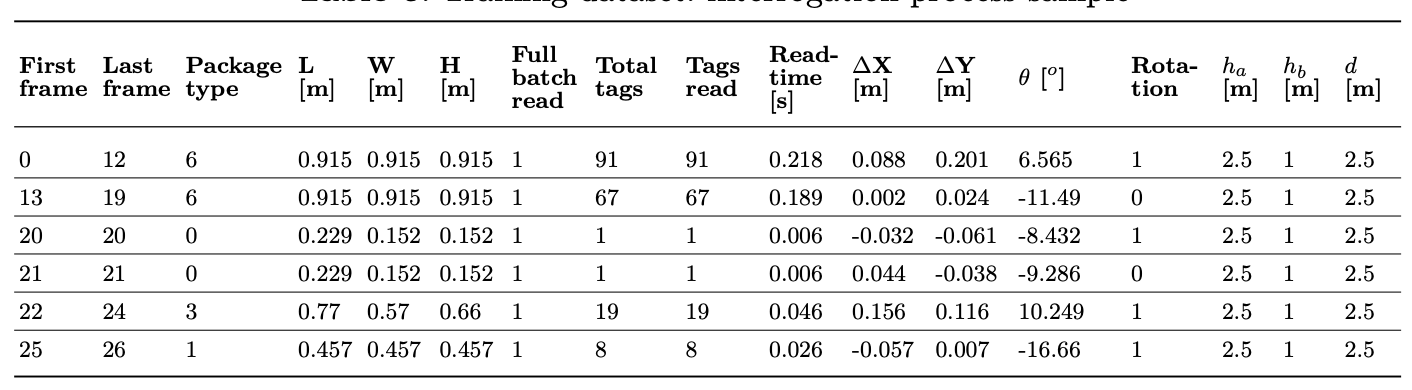 First frame Last frame Package type L [m] W [m] H [m] Full batch read Total tags Tags read Read-time [s] ΔX [m] ΔY [m] θ [°] Rota-tion hₐ [m] h_b [m] d [m]
0 12 6 0.915 0.915 0.915 1 91 91 0.218 0.088 0.201 6.565 1 2.5 1 2.5
13 19 6 0.915 0.915 0.915 1 67 67 0.189 0.002 0.024 -11.49 0 2.5 1 2.5
20 20 0 0.229 0.152 0.152 1 1 1 0.006 -0.032 -0.061 -8.432 1 2.5 1 2.5
21 21 0 0.229 0.152 0.152 1 1 1 0.006 0.044 -0.038 -9.286 0 2.5 1 2.5
22 24 3 0.77 0.57 0.66 1 19 19 0.046 0.156 0.116 10.249 1 2.5 1 2.5
25 26 1 0.457 0.457 0.457 1 8 8 0.026 -0.057 0.007 -16.66 1 2.5 1 2.5